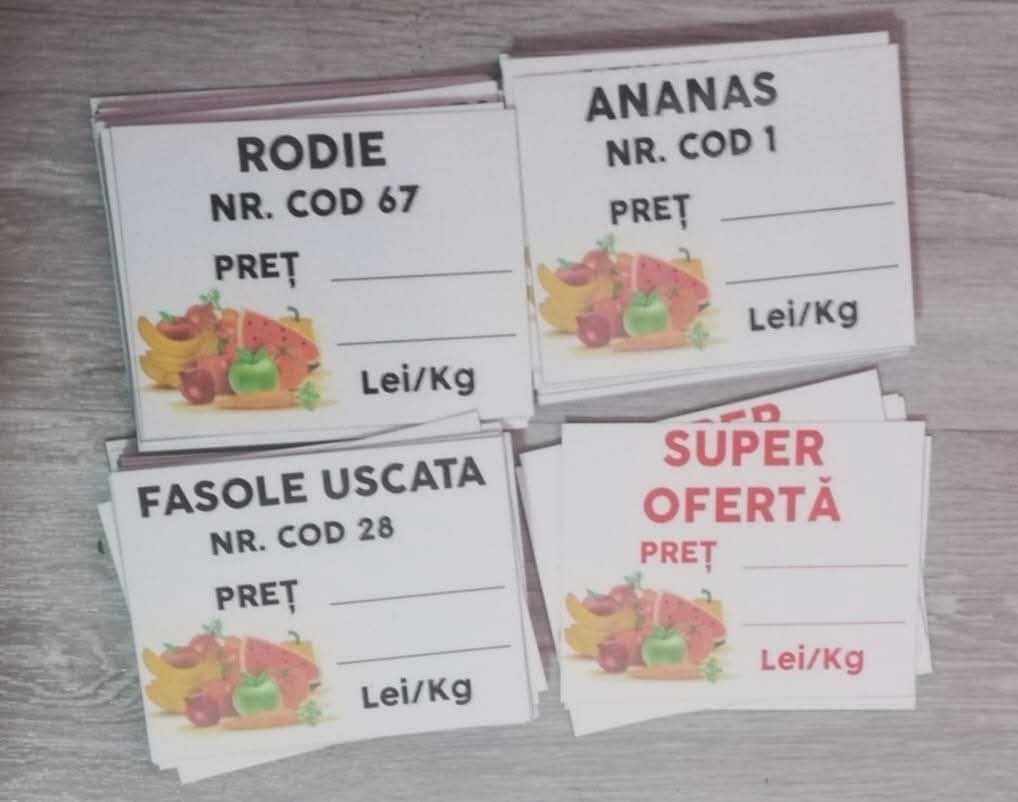 RODIE
NR. COD 67
PREȚ
Lei/Kg
ANANAS
NR. COD 1
PREȚ
Lei/Kg
FASOLE USCATA
NR. COD 28
PREȚ
Lei/Kg
SUPER
OFERTĂ
PREȚ
Lei/Kg